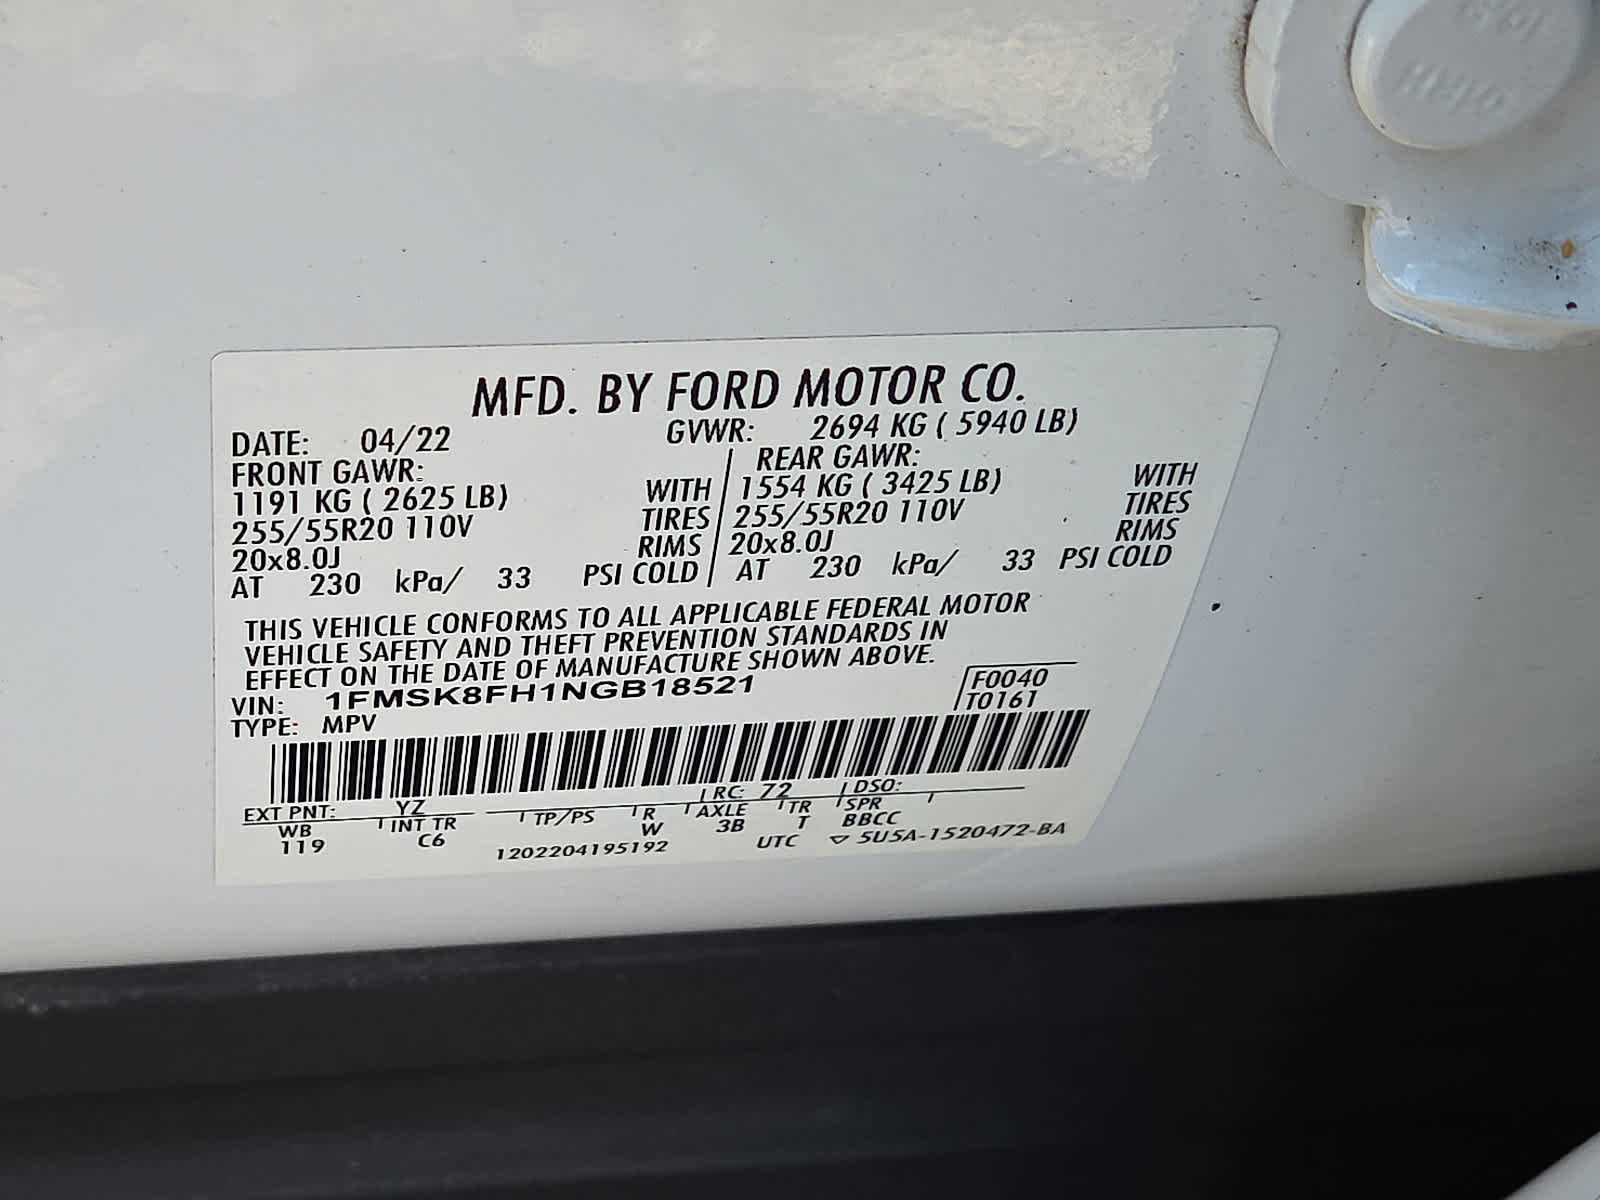 MFD. BY FORD MOTOR CO.
DATE: 04/22 GVWR: 2694 KG ( 5940 LB)
FRONT GAWR: REAR GAWR:
1191 KG ( 2625 LB) WITH 1554 KG ( 3425 LB) WITH
255/55R20 110V TIRES 255/55R20 110V TIRES
20x8.0J RIMS 20x8.0J RIMS
AT 230 kPa/ 33 PSI COLD AT 230 kPa/ 33 PSI COLD
THIS VEHICLE CONFORMS TO ALL APPLICABLE FEDERAL MOTOR
VEHICLE SAFETY AND THEFT PREVENTION STANDARDS IN
EFFECT ON THE DATE OF MANUFACTURE SHOWN ABOVE.
VIN: 1FMSK8FH1NGB18521 F0040
TYPE: MPV T0161
EXT PNT: YZ RC: 72 DSO:
WB INT TR TP/PS R AXLE TR SPR
119 C6 W 3B T BBCC
1202204195192 UTC ▽ 5U5A-1520472-BA